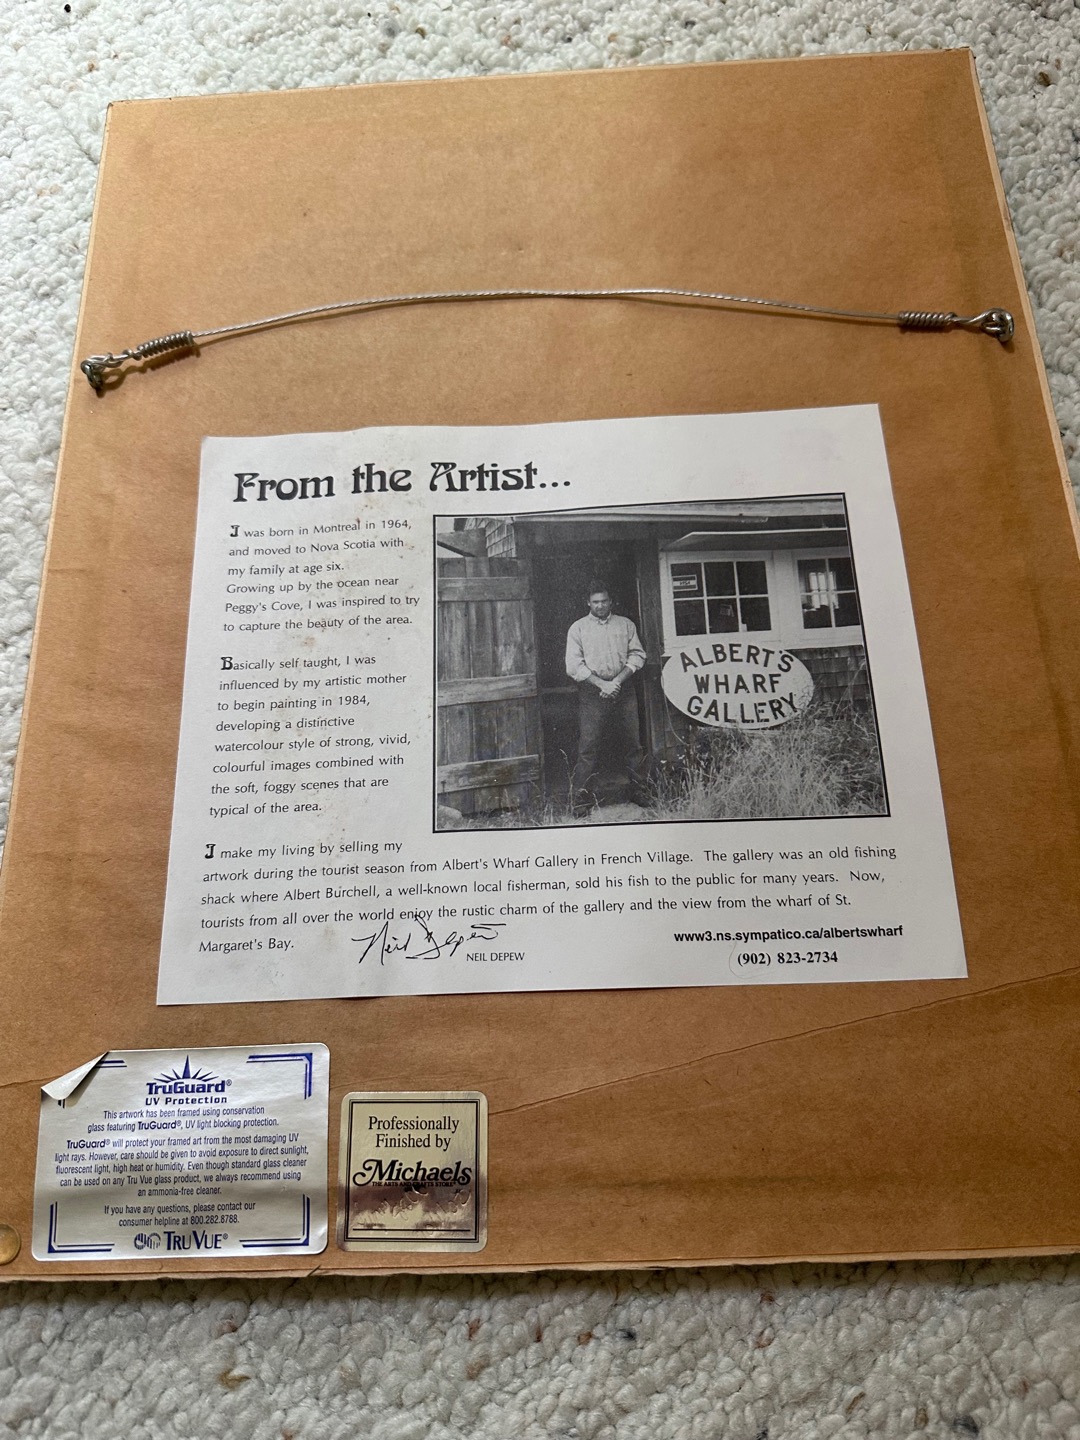 From the Artist...
I was born in Montreal in 1964,
and moved to Nova Scotia with
my family at age six.
Growing up by the ocean near
Peggy's Cove, I was inspired to try
to capture the beauty of the area.
Basically self taught, I was
influenced by my artistic mother
to begin painting in 1984,
developing a distinctive
watercolour style of strong, vivid,
colourful images combined with
the soft, foggy scenes that are
typical of the area.
ALBERT'S
WHARF
GALLERY
I make my living by selling my
artwork during the tourist season from Albert's Wharf Gallery in French Village. The gallery was an old fishing
shack where Albert Burchell, a well-known local fisherman, sold his fish to the public for many years. Now,
tourists from all over the world enjoy the rustic charm of the gallery and the view from the wharf of St.
Margaret's Bay.
Neil Depew
NEIL DEPEW
www3.ns.sympatico.ca/albertswharf
(902) 823-2734
TruGuard®
UV Protection
This artwork has been framed using conservation
glass featuring TruGuard®, UV light blocking protection.
TruGuard® will protect your framed art from the most damaging UV
light rays. However, care should be given to avoid exposure to direct sunlight,
fluorescent light, high heat or humidity. Even though standard glass cleaner
can be used on any Tru Vue glass product, we always recommend using
an ammonia-free cleaner.
If you have any questions, please contact our
consumer helpline at 800.282.8788.
TRU VUE®
Professionally
Finished by
Michaels
THE ARTS AND CRAFTS STORE®